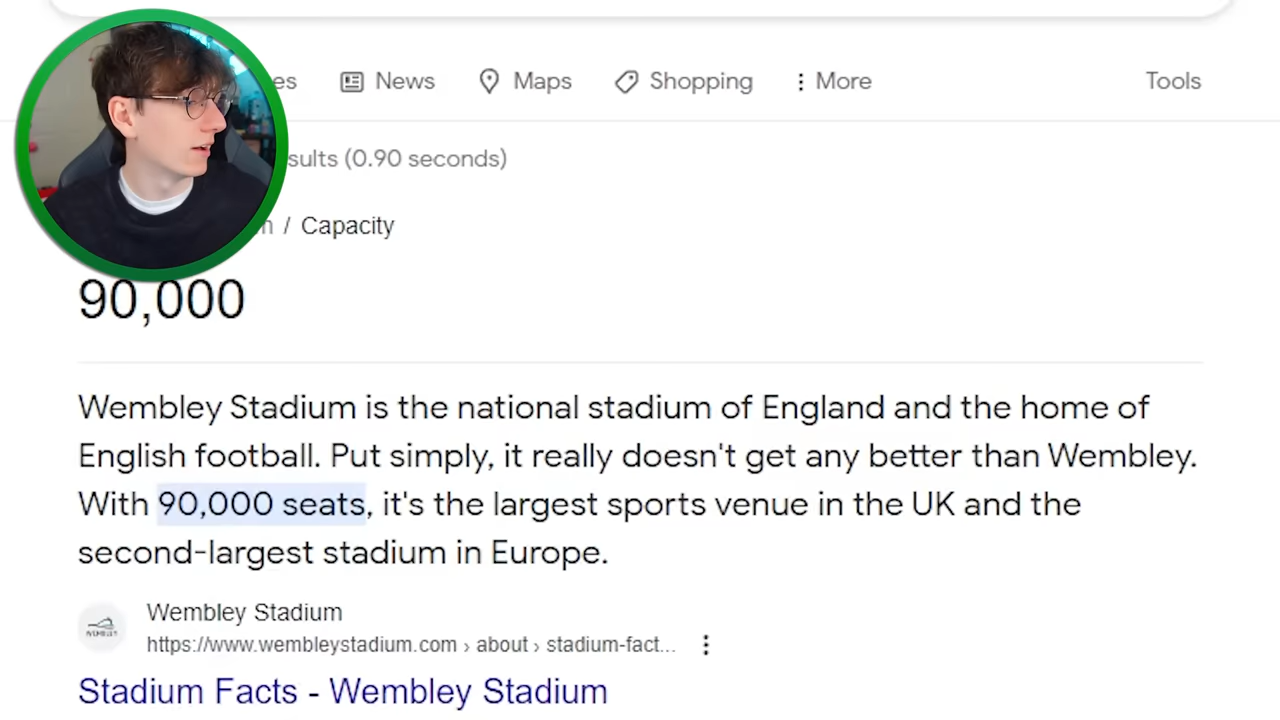 News Maps Shopping More Tools
(0.90 seconds)
/ Capacity
90,000
Wembley Stadium is the national stadium of England and the home of
English football. Put simply, it really doesn't get any better than Wembley.
With 90,000 seats, it's the largest sports venue in the UK and the
second-largest stadium in Europe.
Wembley Stadium
https://www.wembleystadium.com › about › stadium-fact...
WEMBLEY
Stadium Facts - Wembley Stadium